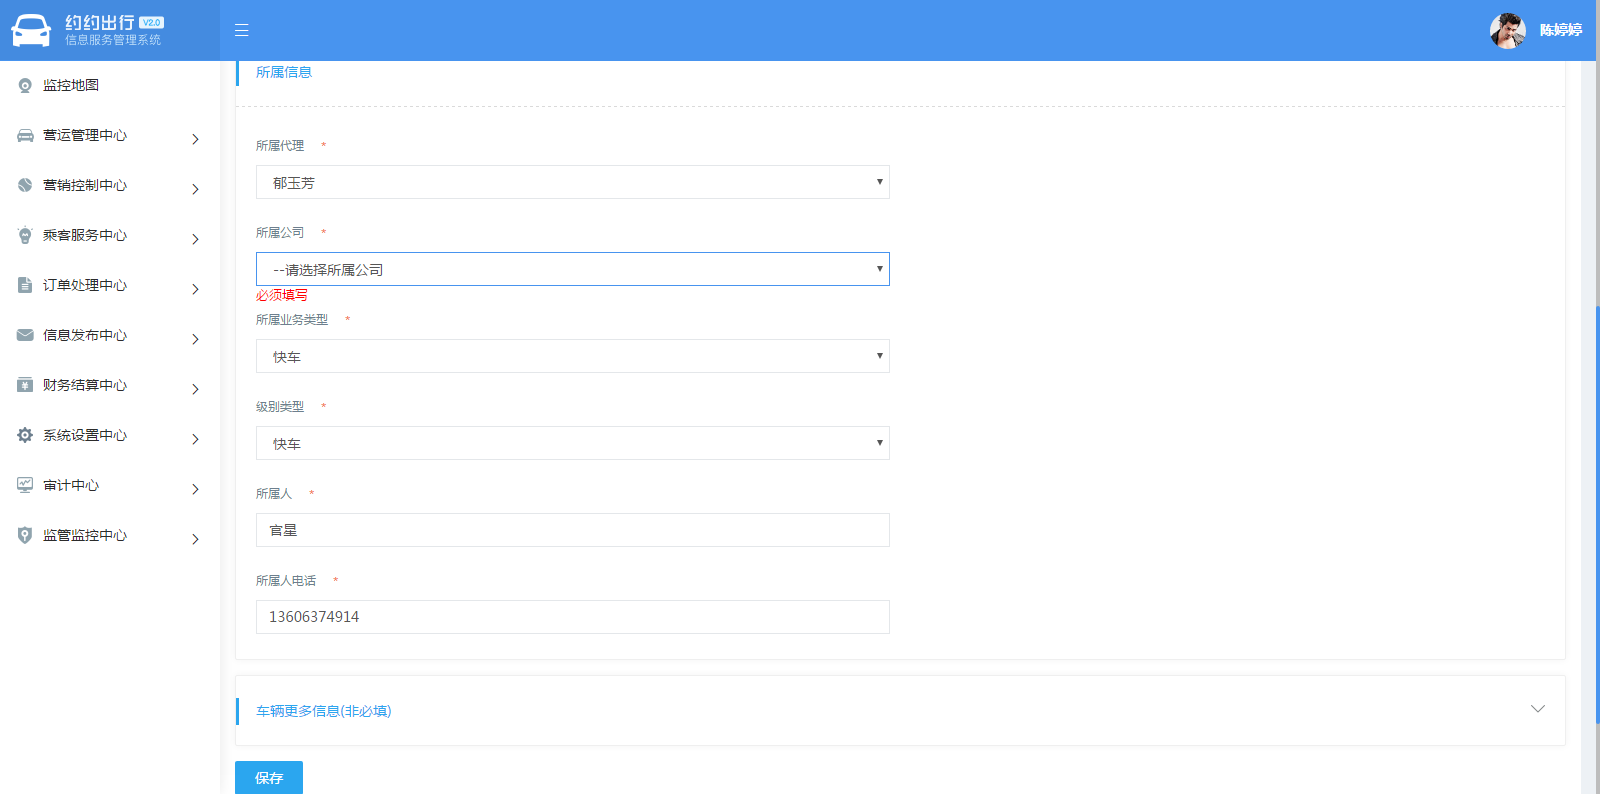 约约出行 V2.0
信息服务管理系统
陈婷婷
监控地图
营运管理中心
营销控制中心
乘客服务中心
订单处理中心
信息发布中心
财务结算中心
系统设置中心
审计中心
监管监控中心
所属信息
所属代理 *
郁玉芳
所属公司 *
--请选择所属公司
必须填写
所属业务类型 *
快车
级别类型 *
快车
所属人 *
官星
所属人电话 *
13606374914
车辆更多信息(非必填)
保存